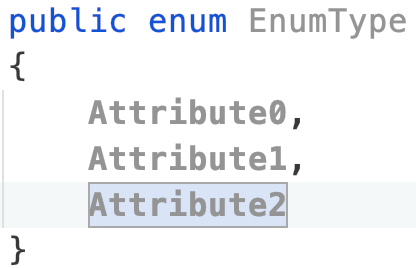 public enum EnumType
{
Attribute0,
Attribute1,
Attribute2
}